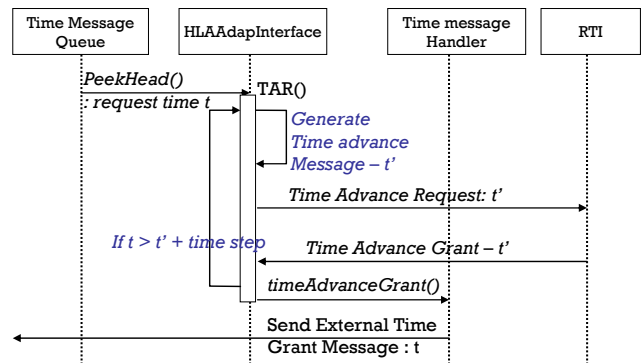 Time Message
Queue
HLAAdapInterface
Time message
Handler
RTI
PeekHead()
: request time t
TAR()
Generate
Time advance
Message – t’
Time Advance Request: t’
If t > t’ + time step
Time Advance Grant – t’
timeAdvanceGrant()
Send External Time
Grant Message : t